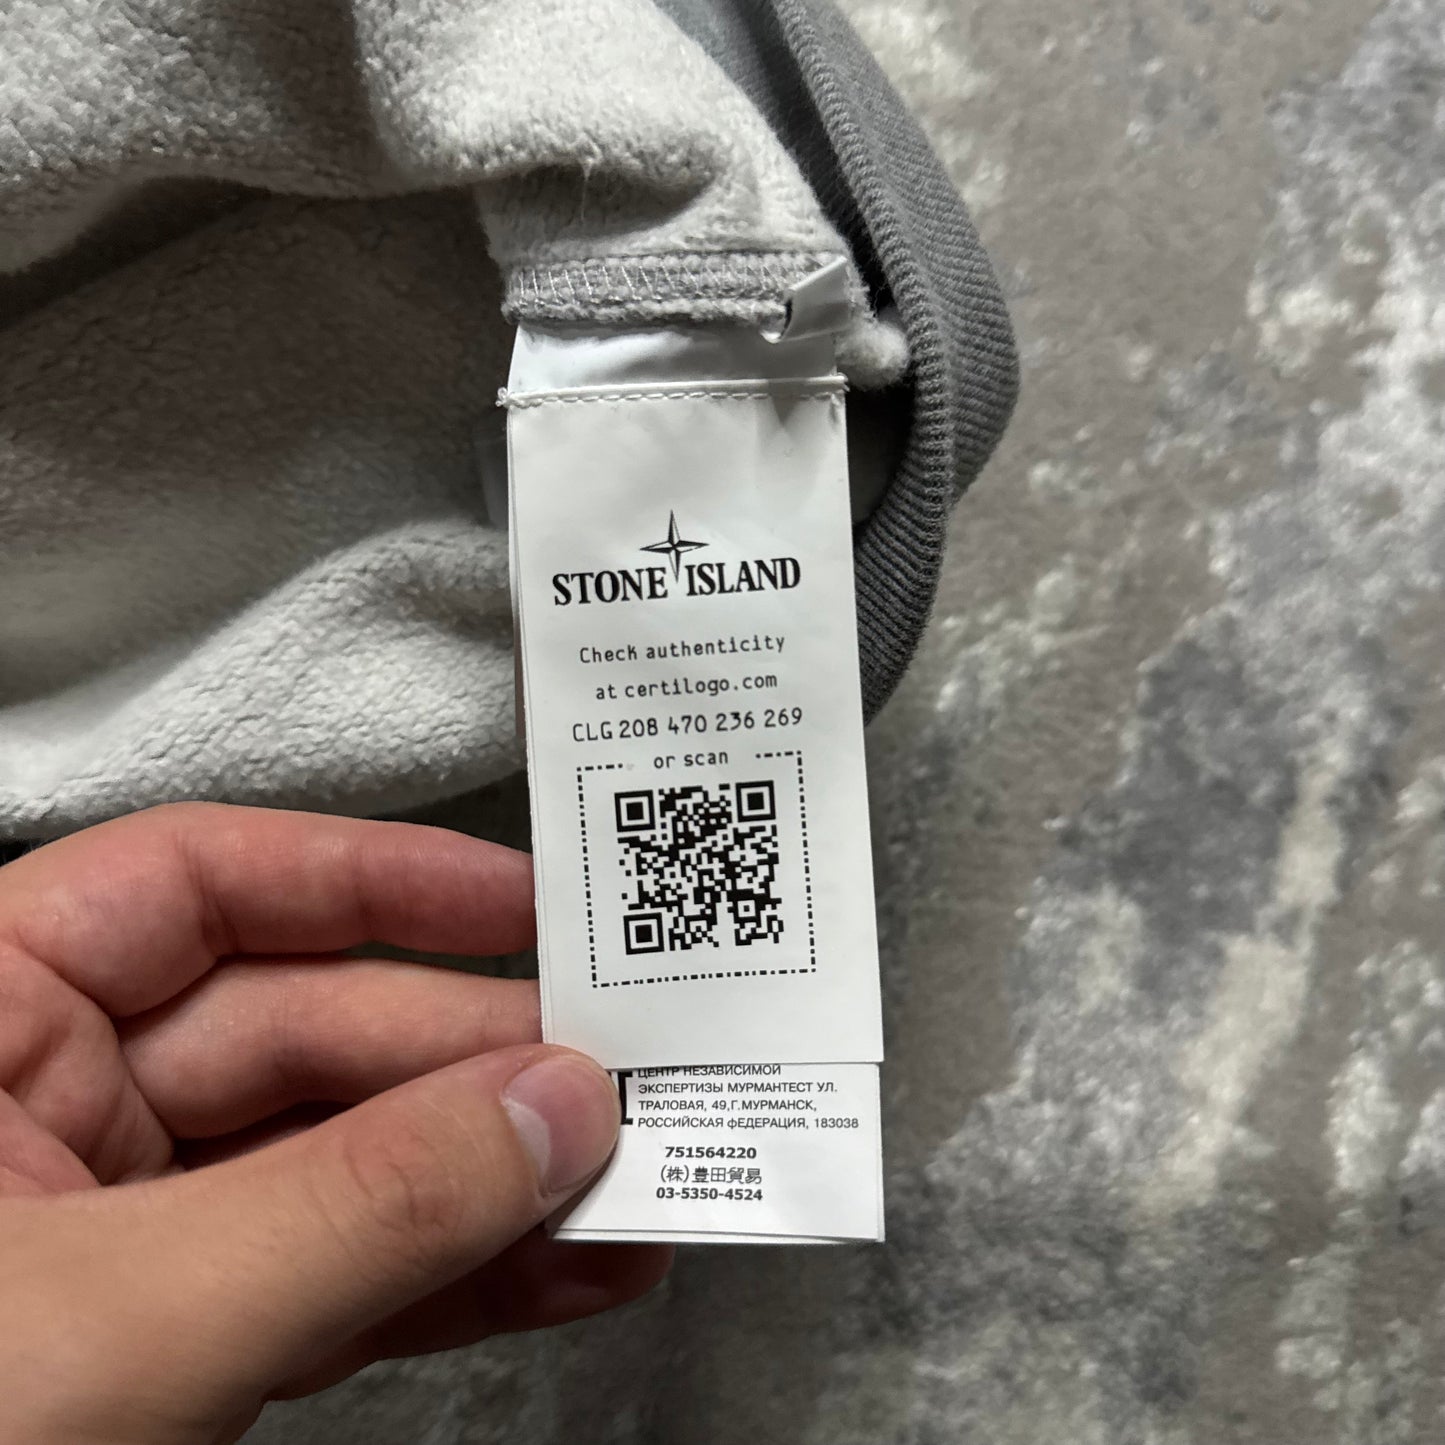 STONE ISLAND
Check authenticity
at certilogo.com
CLG 208 470 236 269
or scan
ЦЕНТР НЕЗАВИСИМОЙ
ЭКСПЕРТИЗЫ МУРМАНТЕСТ УЛ.
ТРАЛОВАЯ, 49,Г.МУРМАНСК,
РОССИЙСКАЯ фЕДЕРАЦИЯ, 183038
751564220
(株)豊田貿易
03-5350-4524